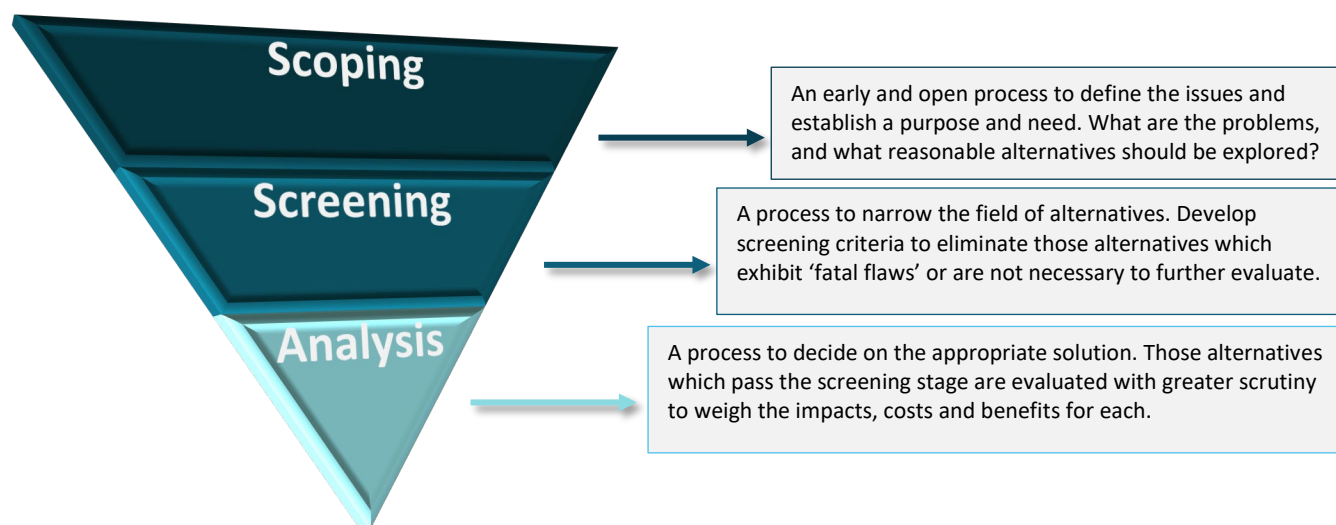 Scoping
An early and open process to define the issues and
establish a purpose and need. What are the problems,
and what reasonable alternatives should be explored?
Screening
A process to narrow the field of alternatives. Develop
screening criteria to eliminate those alternatives which
exhibit ‘fatal flaws’ or are not necessary to further evaluate.
Analysis
A process to decide on the appropriate solution. Those alternatives
which pass the screening stage are evaluated with greater scrutiny
to weigh the impacts, costs and benefits for each.